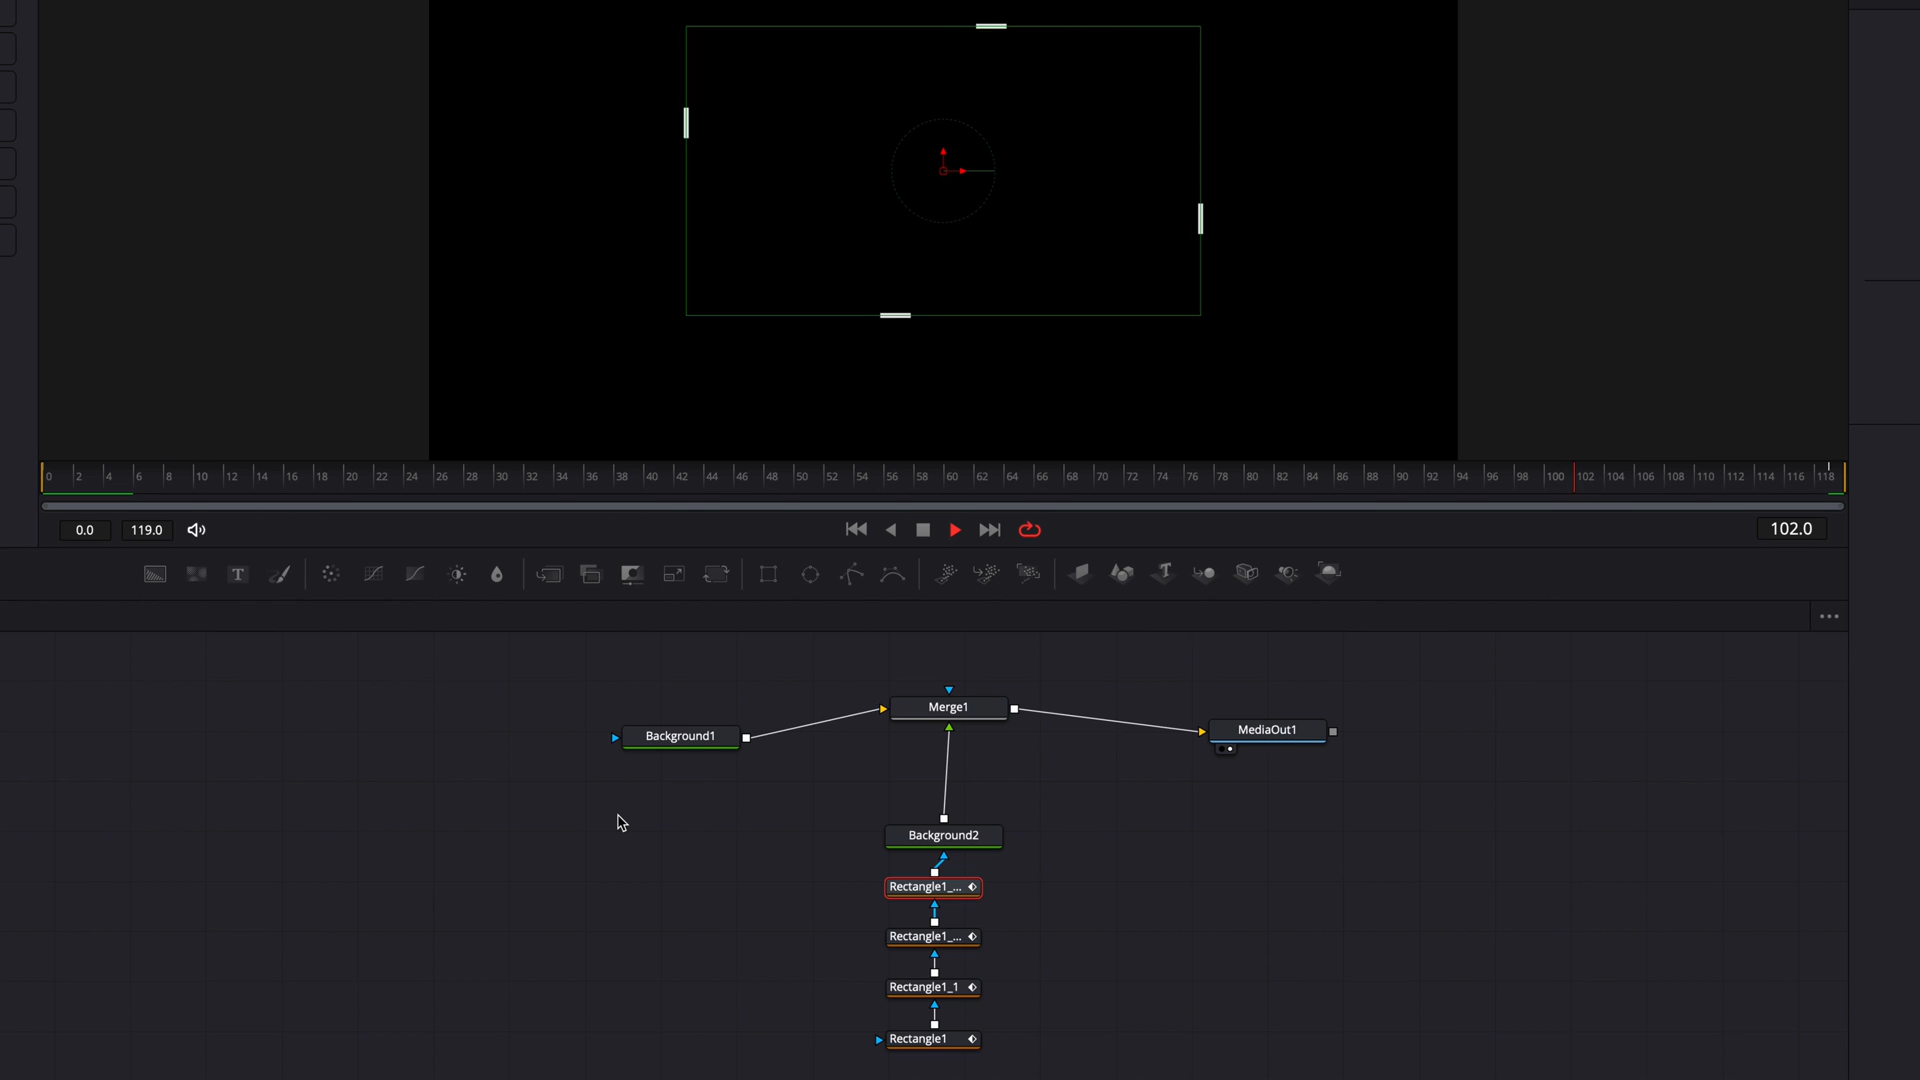 0 2 4 6 8 10 12 14 16 18 20 22 24 26 28 30 32 34 36 38 40 42 44 46 48 50 52 54 56 58 60 62 64 66 68 70 72 74 76 78 80 82 84 86 88 90 92 94 96 98 100 102 104 106 108 110 112 114 116 118
0.0 119.0 102.0
T
Merge1
Background1
MediaOut1
Background2
Rectangle1_...
Rectangle1_...
Rectangle1_1
Rectangle1